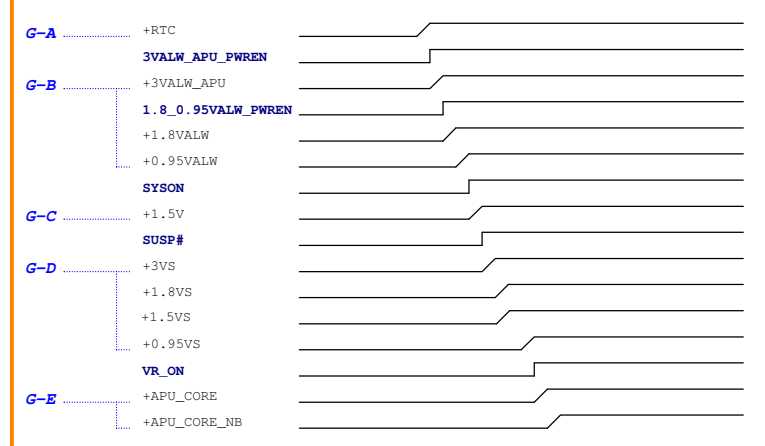 G-A +RTC
3VALW_APU_PWREN
G-B +3VALW_APU
1.8_0.95VALW_PWREN
+1.8VALW
+0.95VALW
SYSON
G-C +1.5V
SUSP#
G-D +3VS
+1.8VS
+1.5VS
+0.95VS
VR_ON
G-E +APU_CORE
+APU_CORE_NB